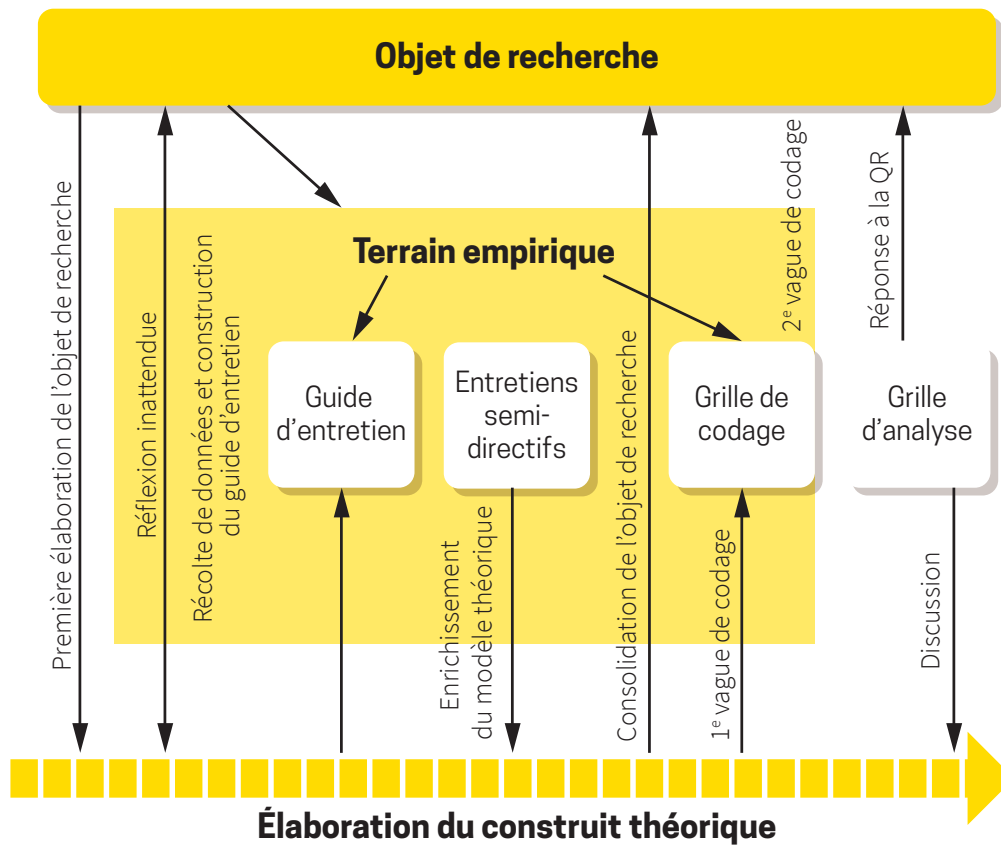 Objet de recherche
Première élaboration de l'objet de recherche
Réflexion inattendue
Récolte de données et construction
du guide d'entretien
Terrain empirique
Guide
d'entretien
Entretiens
semi-
directifs
Enrichissement
du modèle théorique
Consolidation de l'objet de recherche
Grille de
codage
1e vague de codage
2e vague de codage
Réponse à la QR
Grille
d'analyse
Discussion
Élaboration du construit théorique